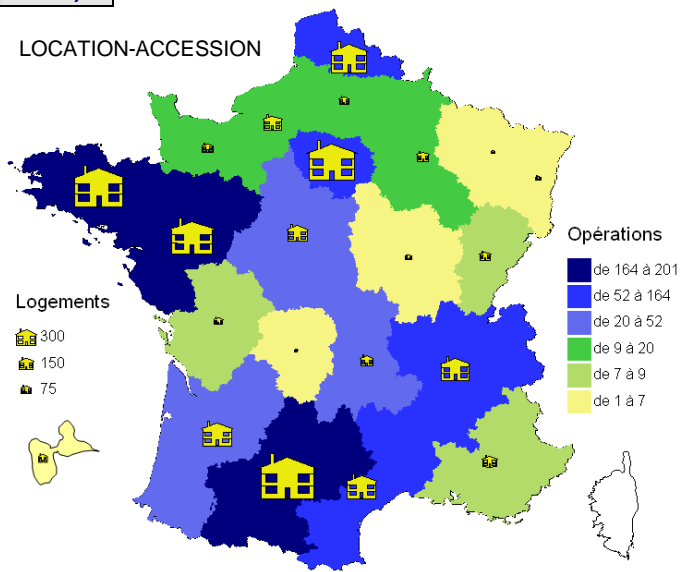 LOCATION-ACCESSION
Opérations
de 164 à 201
de 52 à 164
de 20 à 52
de 9 à 20
de 7 à 9
de 1 à 7
Logements
300
150
75